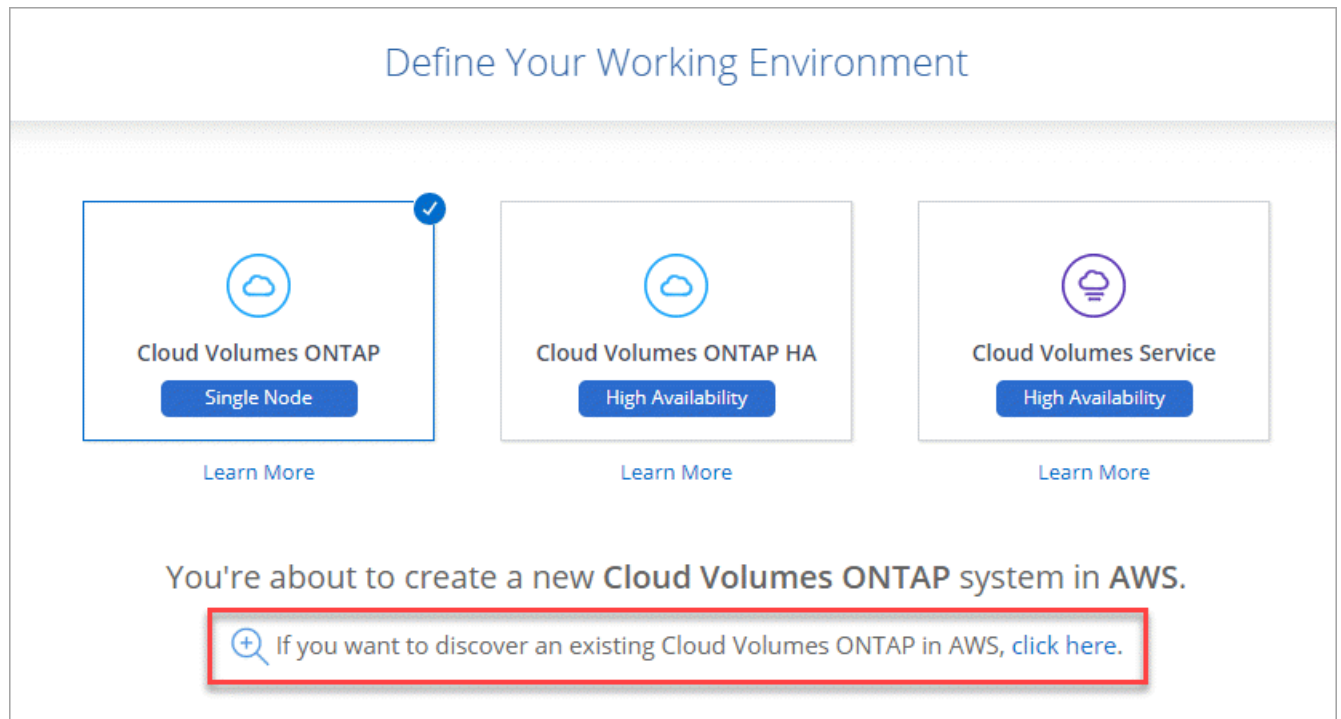 Define Your Working Environment
Cloud Volumes ONTAP
Single Node
Learn More
Cloud Volumes ONTAP HA
High Availability
Learn More
Cloud Volumes Service
High Availability
Learn More
You're about to create a new Cloud Volumes ONTAP system in AWS.
If you want to discover an existing Cloud Volumes ONTAP in AWS, click here.